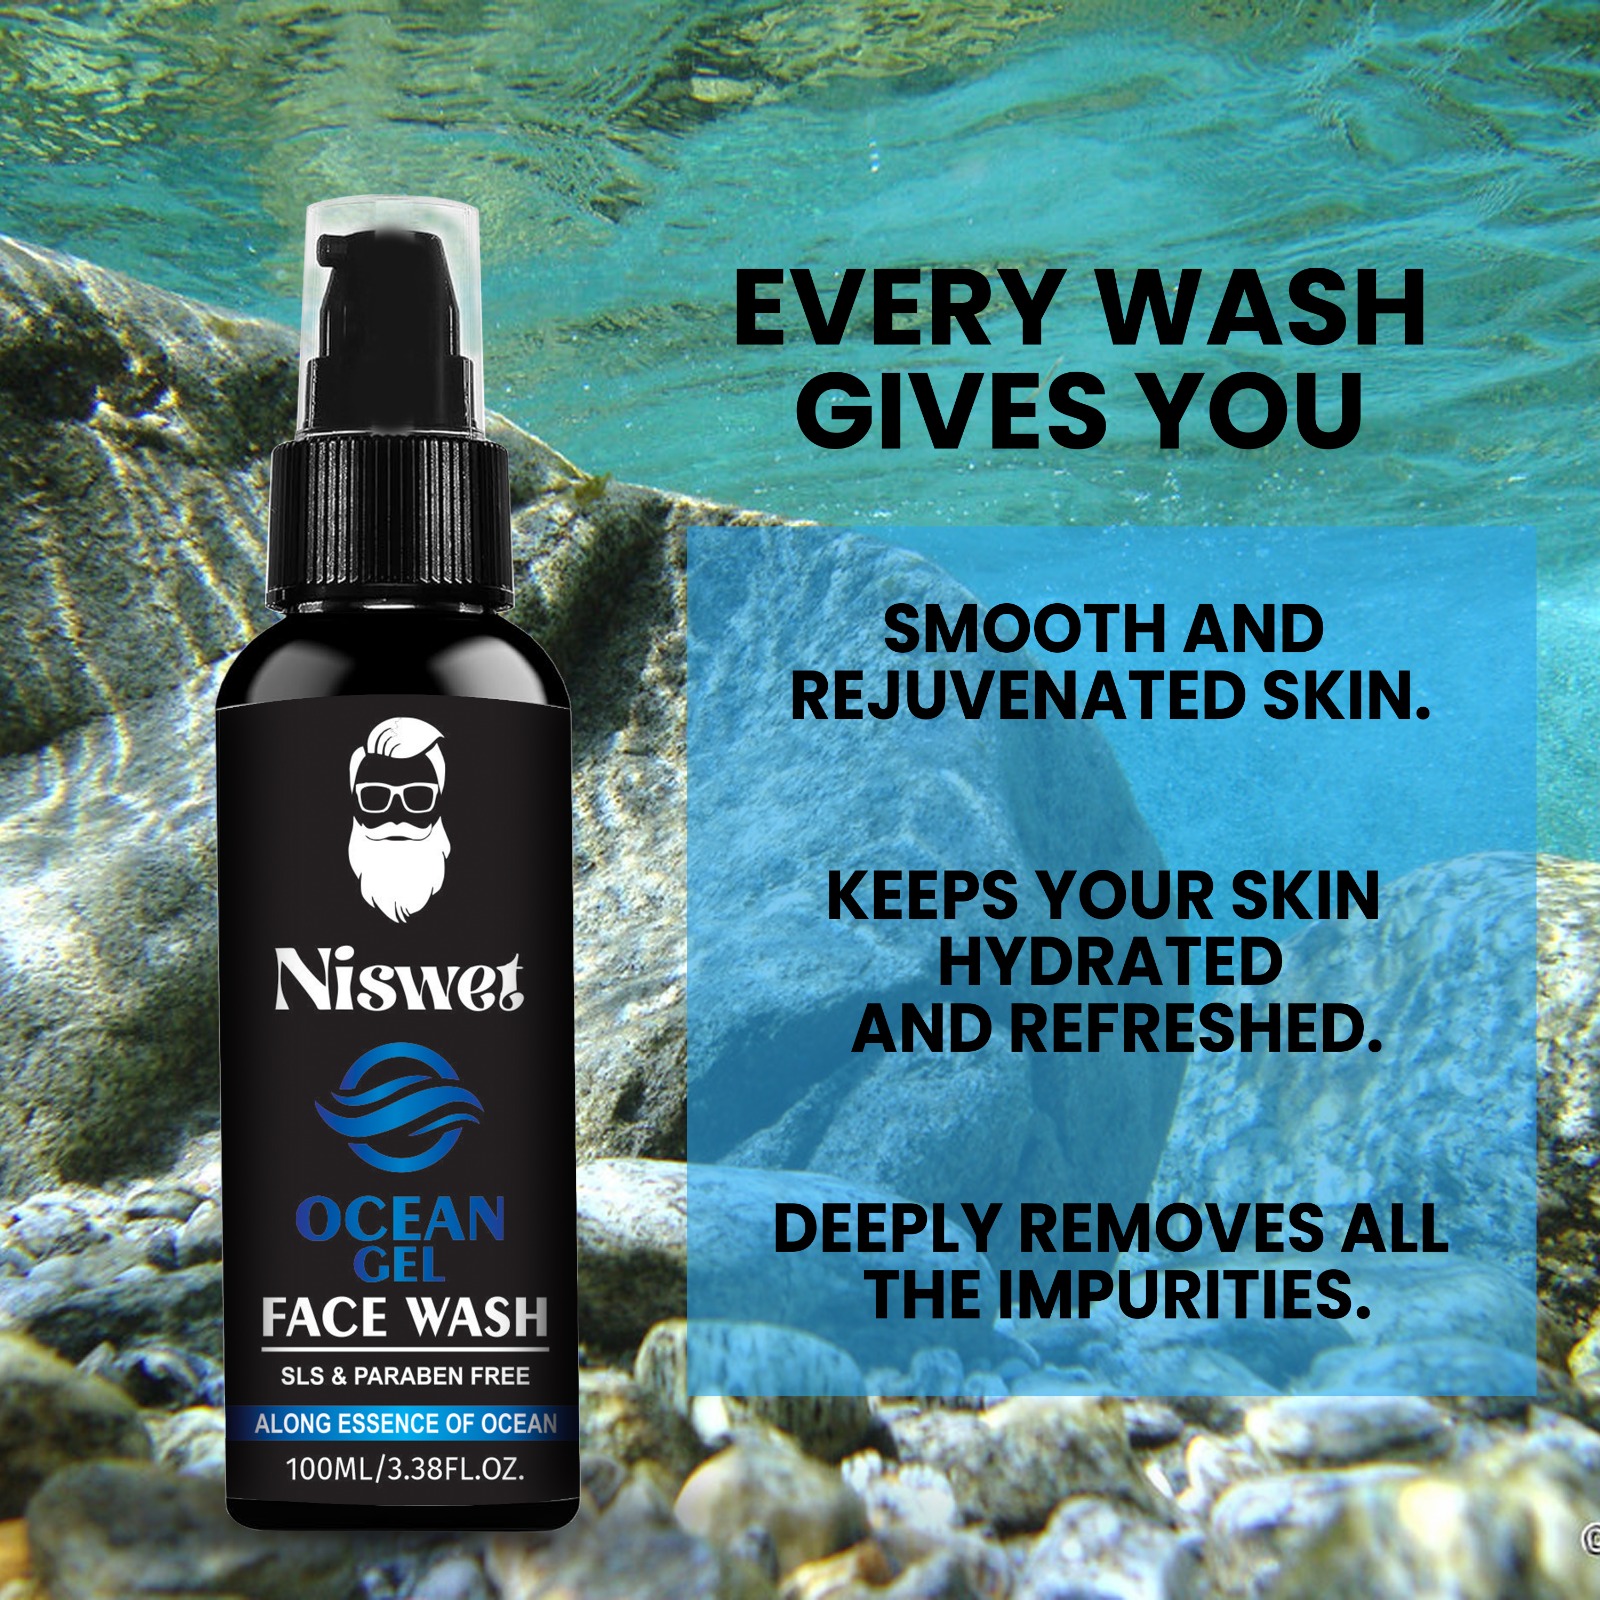 EVERY WASH
GIVES YOU
SMOOTH AND
REJUVENATED SKIN.
KEEPS YOUR SKIN
HYDRATED
AND REFRESHED.
DEEPLY REMOVES ALL
THE IMPURITIES.
Niswet
OCEAN
GEL
FACE WASH
SLS & PARABEN FREE
ALONG ESSENCE OF OCEAN
100ML/3.38FL.OZ.